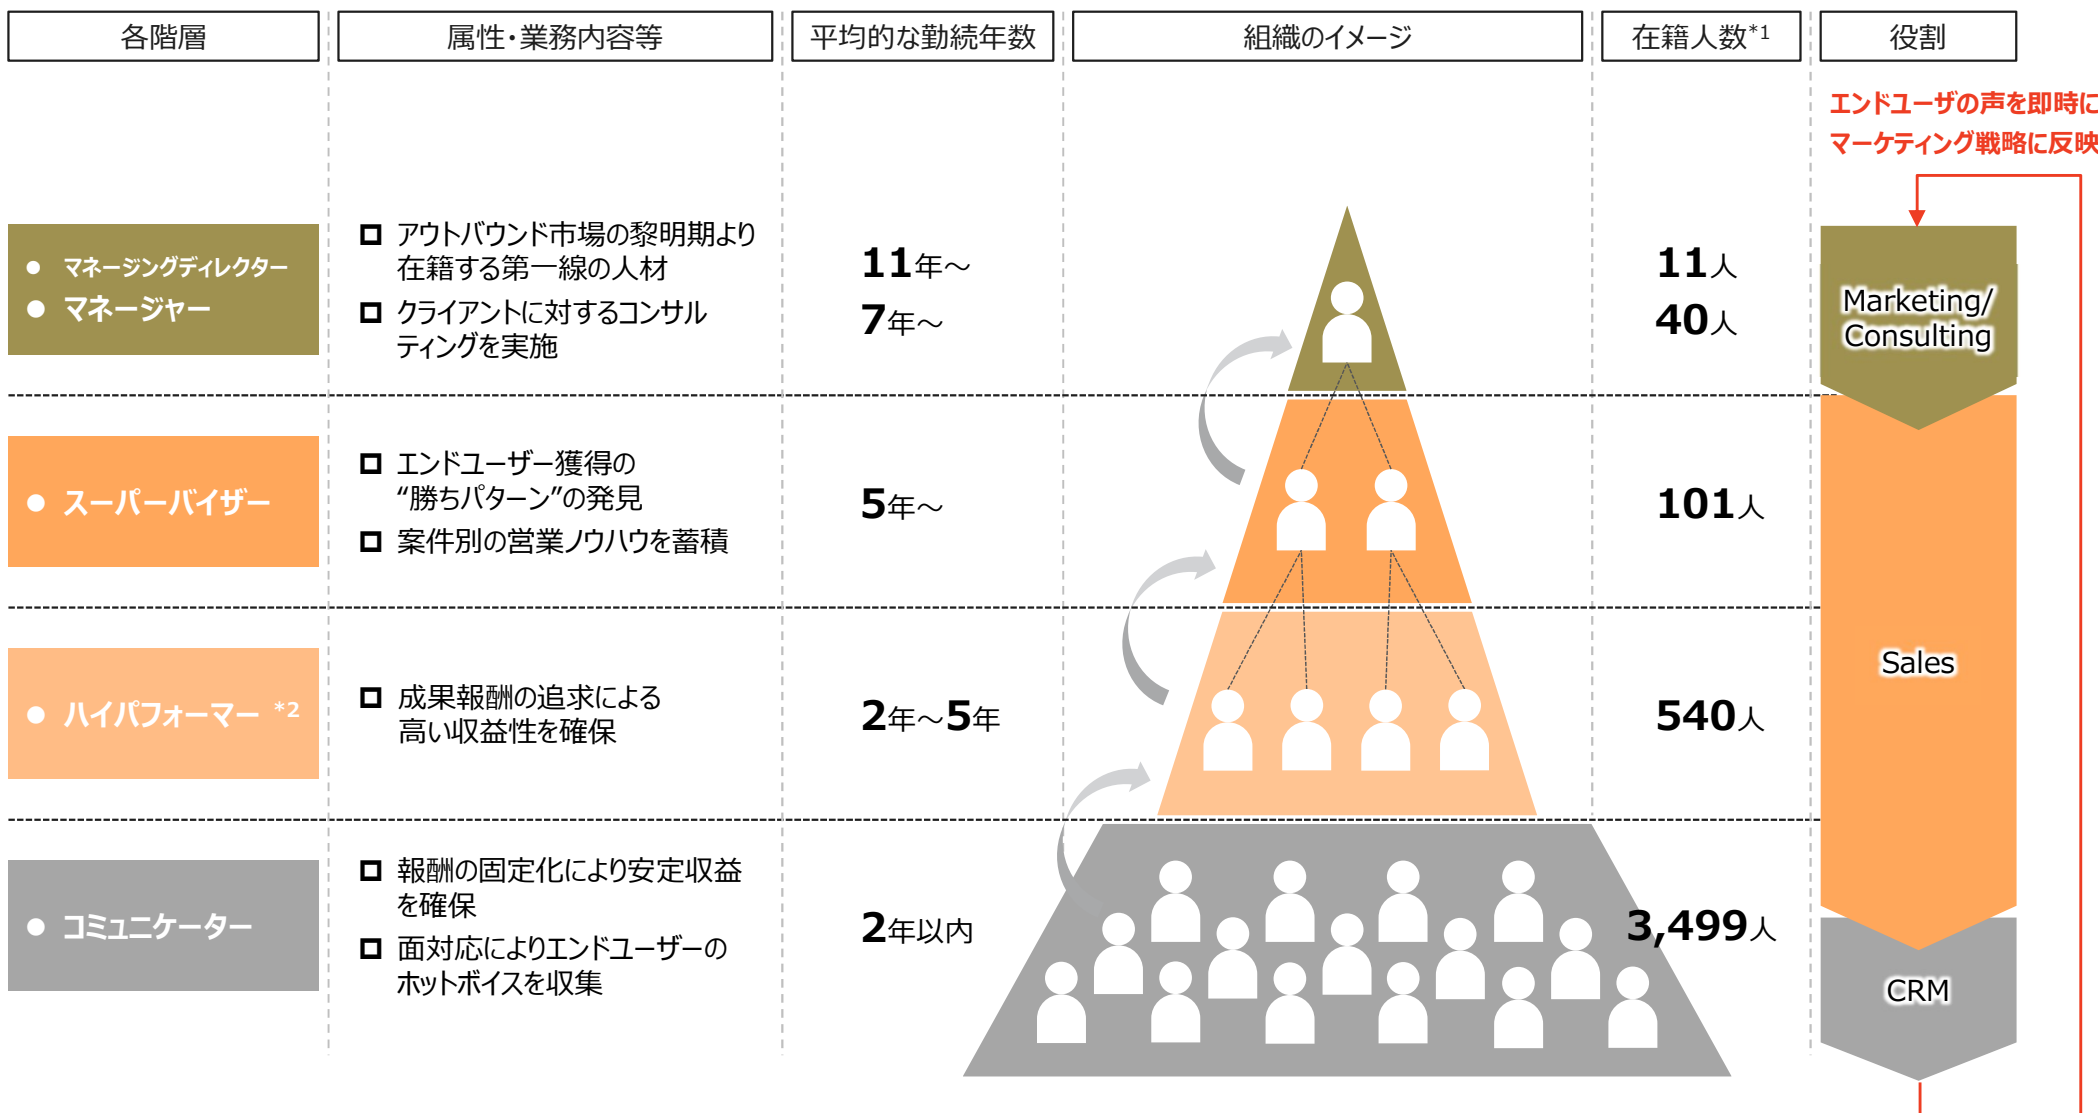 各階層
属性・業務内容等
平均的な勤続年数
組織のイメージ
在籍人数*1
役割
エンドユーザの声を即時に
マーケティング戦略に反映
● マネージングディレクター
● マネージャー
アウトバウンド市場の黎明期より
在籍する第一線の人材
クライアントに対するコンサル
ティングを実施
11年～
7年～
11人
40人
Marketing/
Consulting
● スーパーバイザー
エンドユーザー獲得の
“勝ちパターン”の発見
案件別の営業ノウハウを蓄積
5年～
101人
Sales
● ハイパフォーマー *2
成果報酬の追求による
高い収益性を確保
2年～5年
540人
● コミュニケーター
報酬の固定化により安定収益
を確保
面対応によりエンドユーザーの
ホットボイスを収集
2年以内
3,499人
CRM